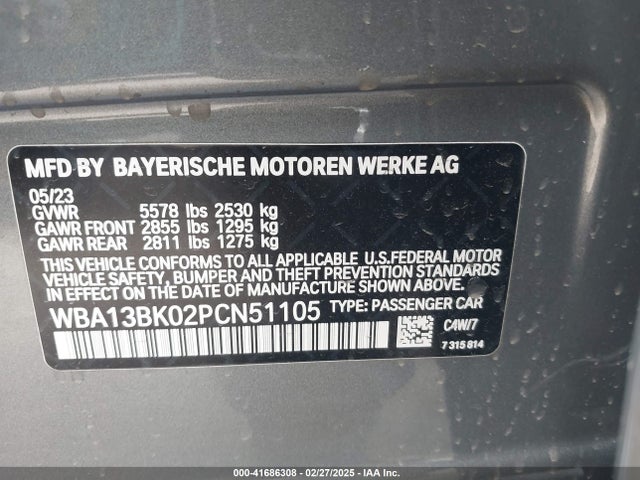 MFD BY BAYERISCHE MOTOREN WERKE AG
05/23
GVWR 5578 lbs 2530 kg
GAWR FRONT 2855 lbs 1295 kg
GAWR REAR 2811 lbs 1275 kg
THIS VEHICLE CONFORMS TO ALL APPLICABLE U.S.FEDERAL MOTOR
VEHICLE SAFETY, BUMPER AND THEFT PREVENTION STANDARDS
IN EFFECT ON THE DATE OF MANUFACTURE SHOWN ABOVE.
WBA13BK02PCN51105 TYPE: PASSENGER CAR
C4W/7
7 315 814
000-41686308 - 02/27/2025 - IAA Inc.